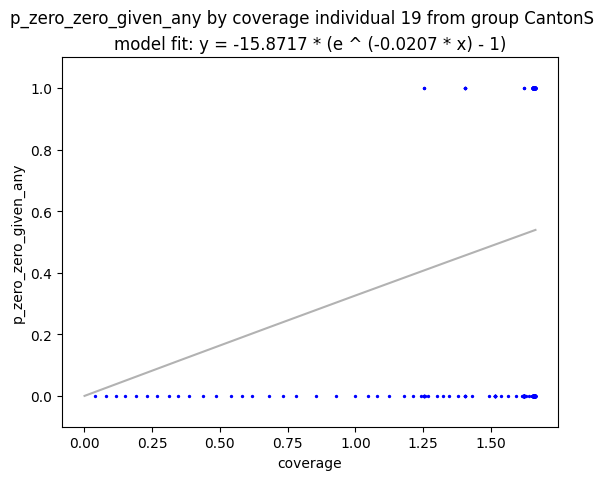 p_zero_zero_given_any by coverage individual 19 from group CantonS
model fit: y = -15.8717 * (e ^ (-0.0207 * x) - 1)
1.0
0.8
0.6
0.4
0.2
0.0
p_zero_zero_given_any
0.00 0.25 0.50 0.75 1.00 1.25 1.50
coverage